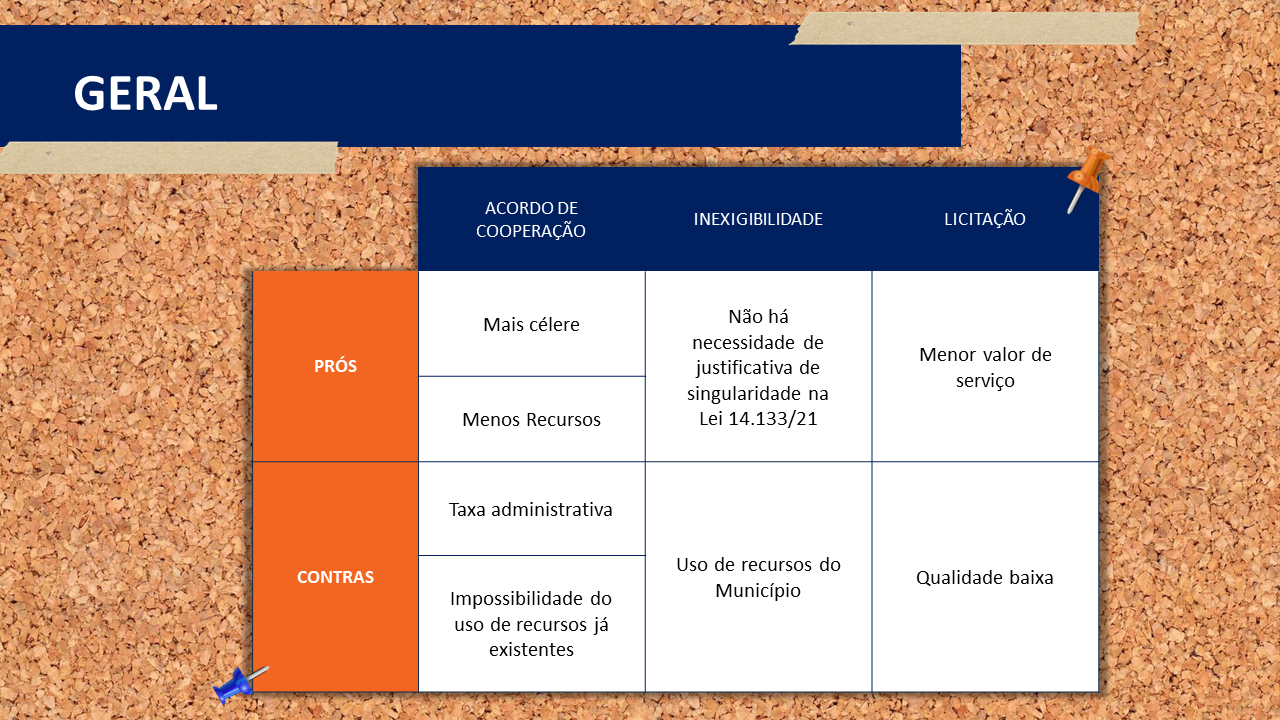 GERAL
ACORDO DE
COOPERAÇÃO
INEXIGIBILIDADE
LICITAÇÃO
PRÓS
Mais célere
Menos Recursos
Não há
necessidade de
justificativa de
singularidade na
Lei 14.133/21
Menor valor de
serviço
CONTRAS
Taxa administrativa
Impossibilidade do
uso de recursos já
existentes
Uso de recursos do
Município
Qualidade baixa